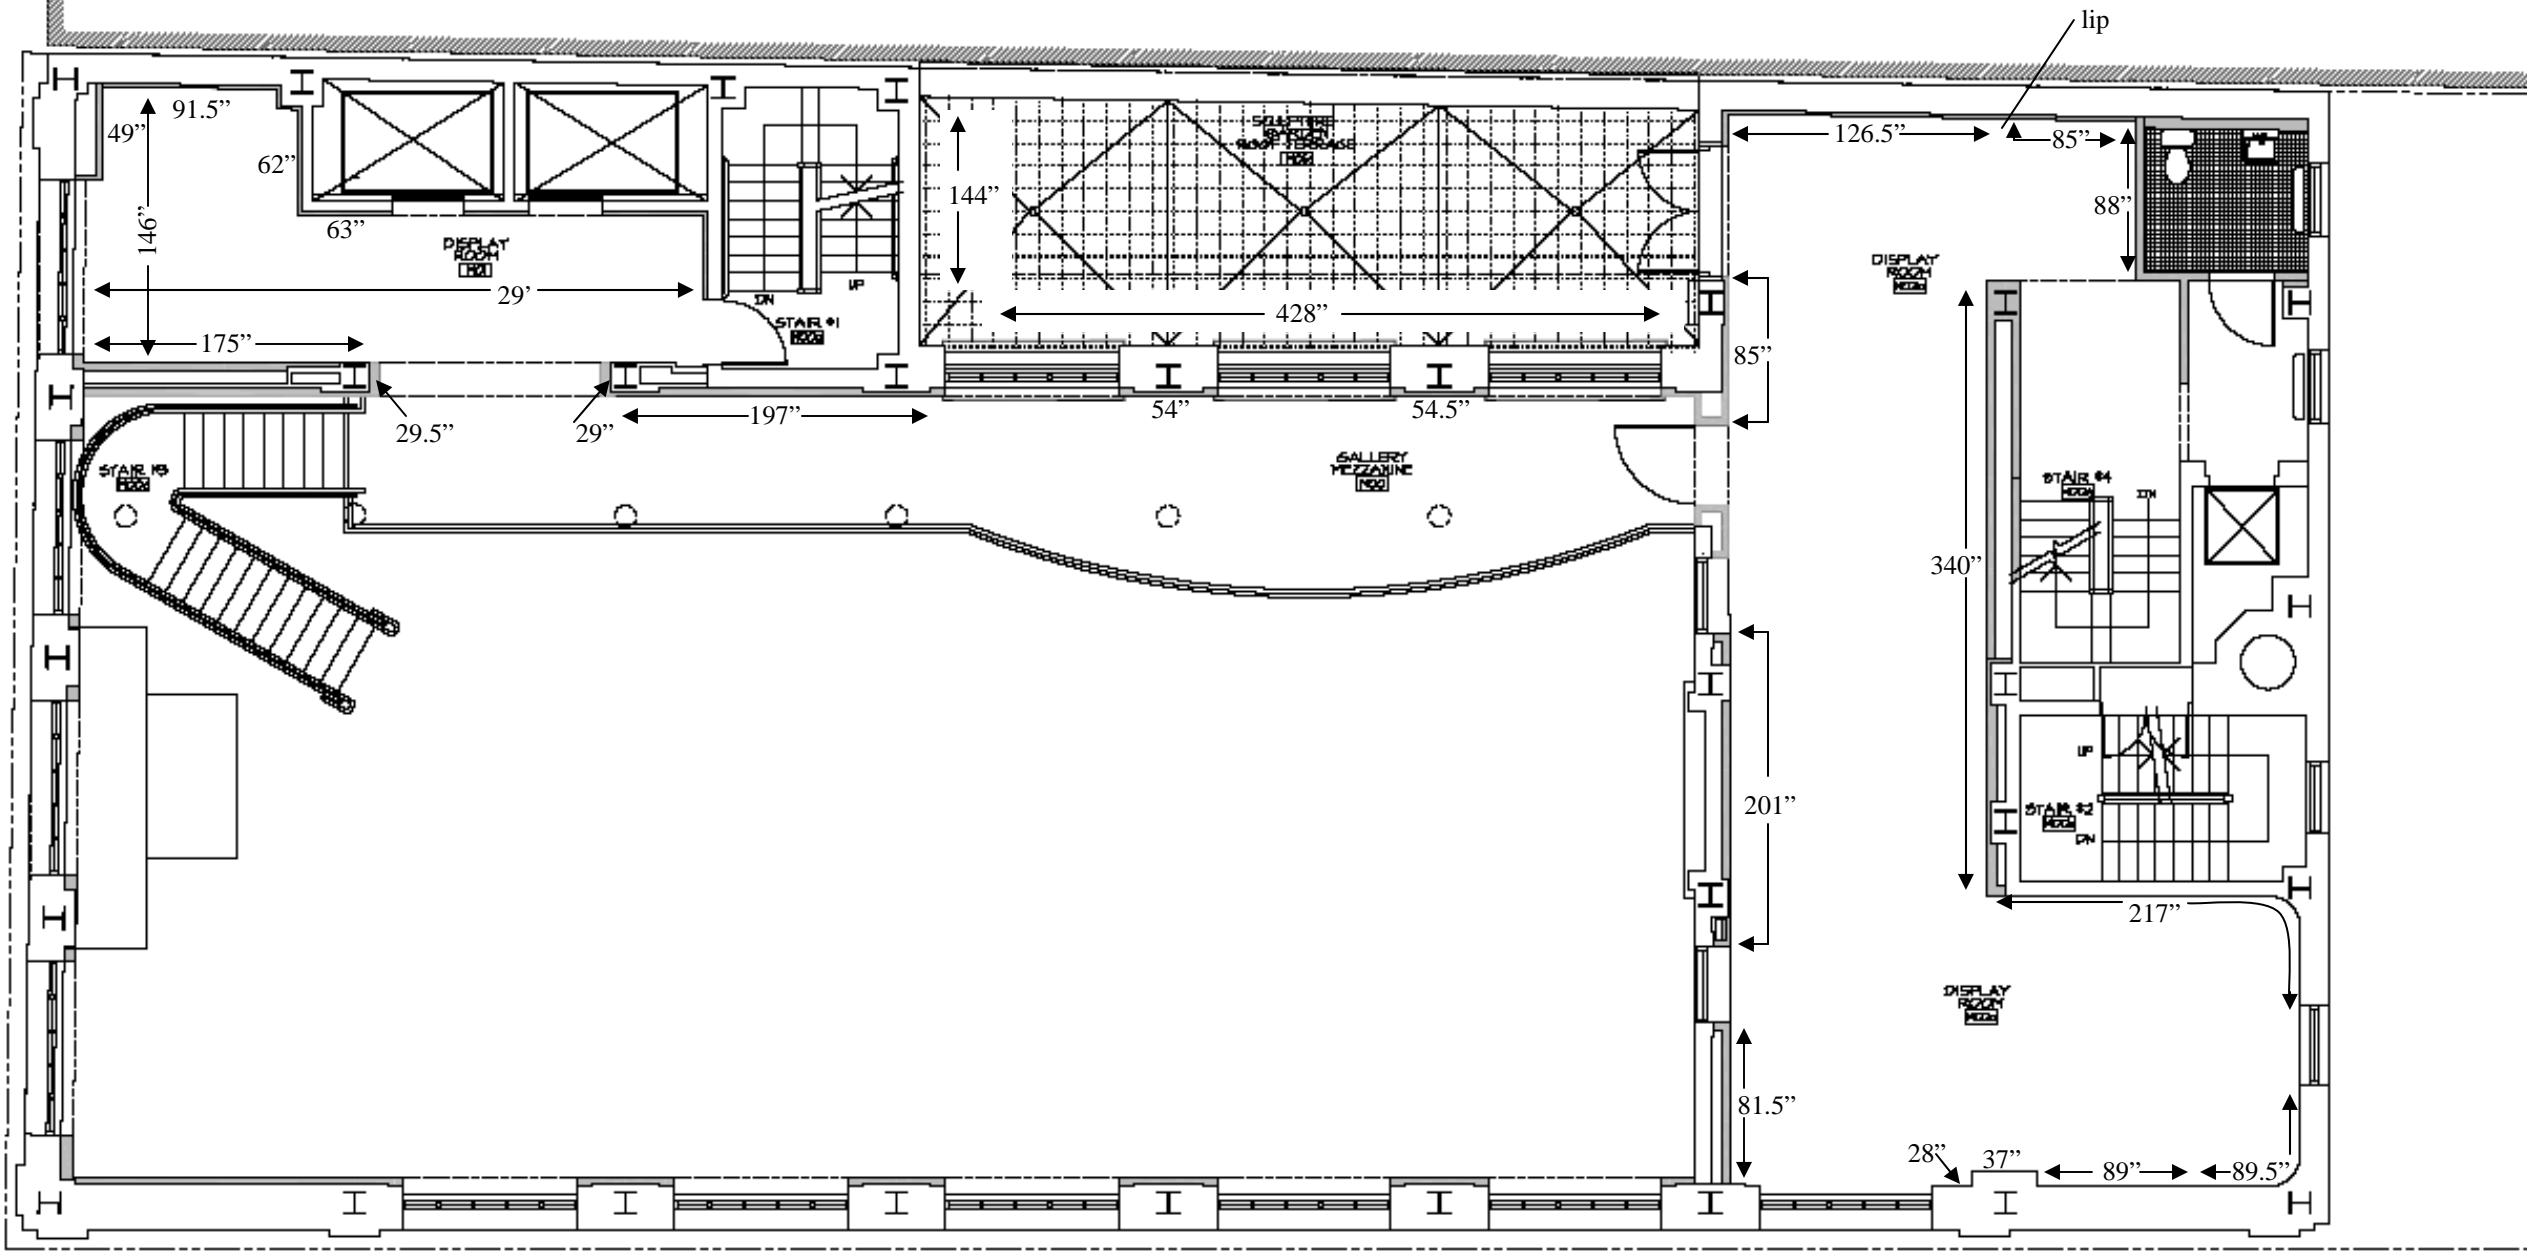 lip
91.5”
49”
62”
146”
63”
DISPLAY
ROOM
29'
175”
29.5”
29”
197”
DN
UP
STAIR #1
SCULPTURE
GARDEN
ROOF TERRACE
144”
428”
54”
54.5”
GALLERY
MEZZANINE
M00
126.5”
85”
88”
DISPLAY
ROOM
85”
STAIR #3
STAIR #4
DN
340”
201”
UP
STAIR #2
DN
217”
DISPLAY
ROOM
81.5”
28”
37”
89”
89.5”